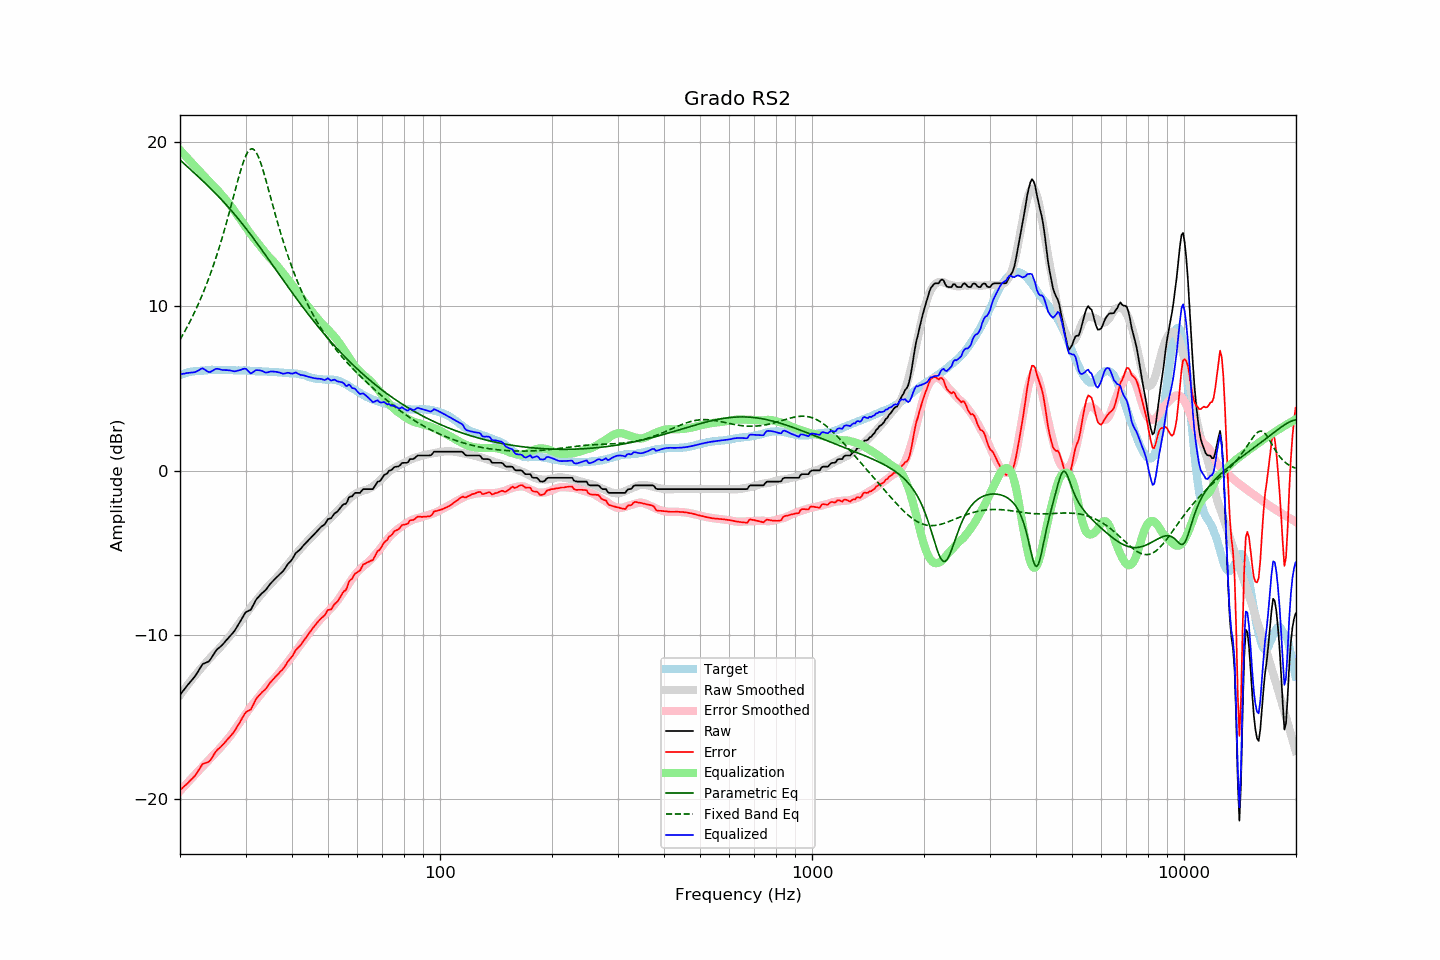 Grado RS2
Amplitude (dBr)
20
10
0
−10
−20
Target
Raw Smoothed
Error Smoothed
Raw
Error
Equalization
Parametric Eq
Fixed Band Eq
Equalized
100 1000 10000
Frequency (Hz)